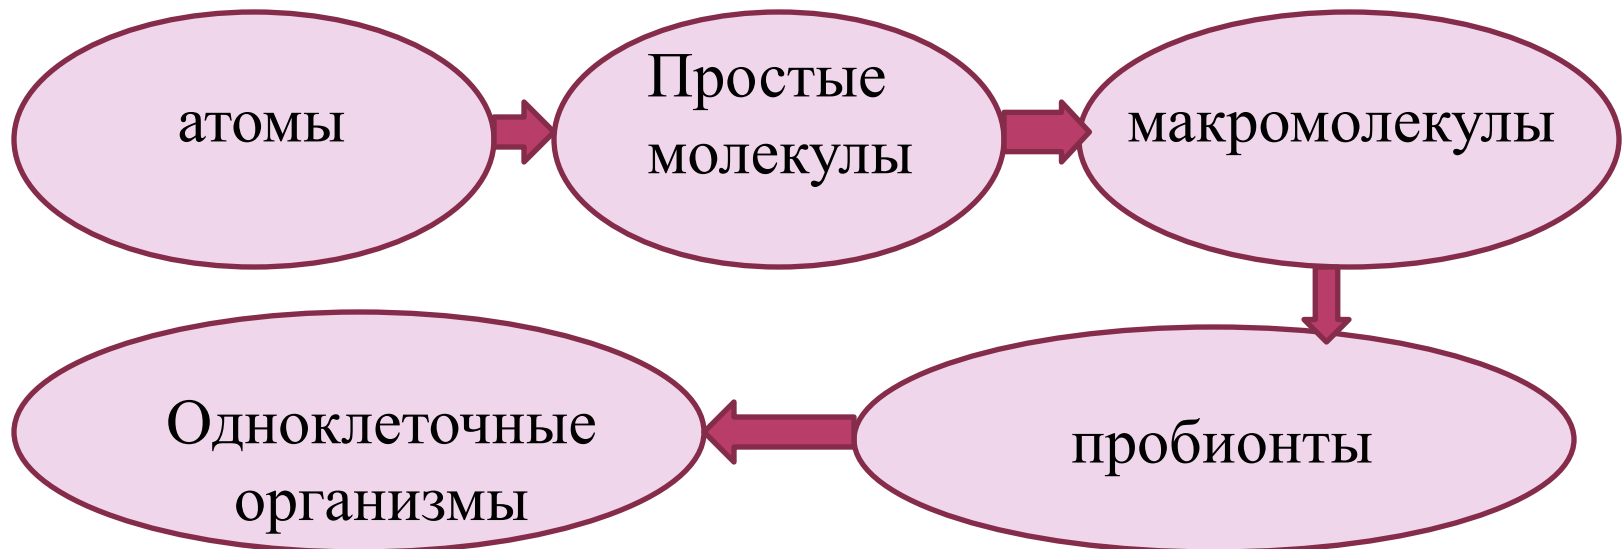 атомы
Простые
молекулы
макромолекулы
пробионты
Одноклеточные
организмы